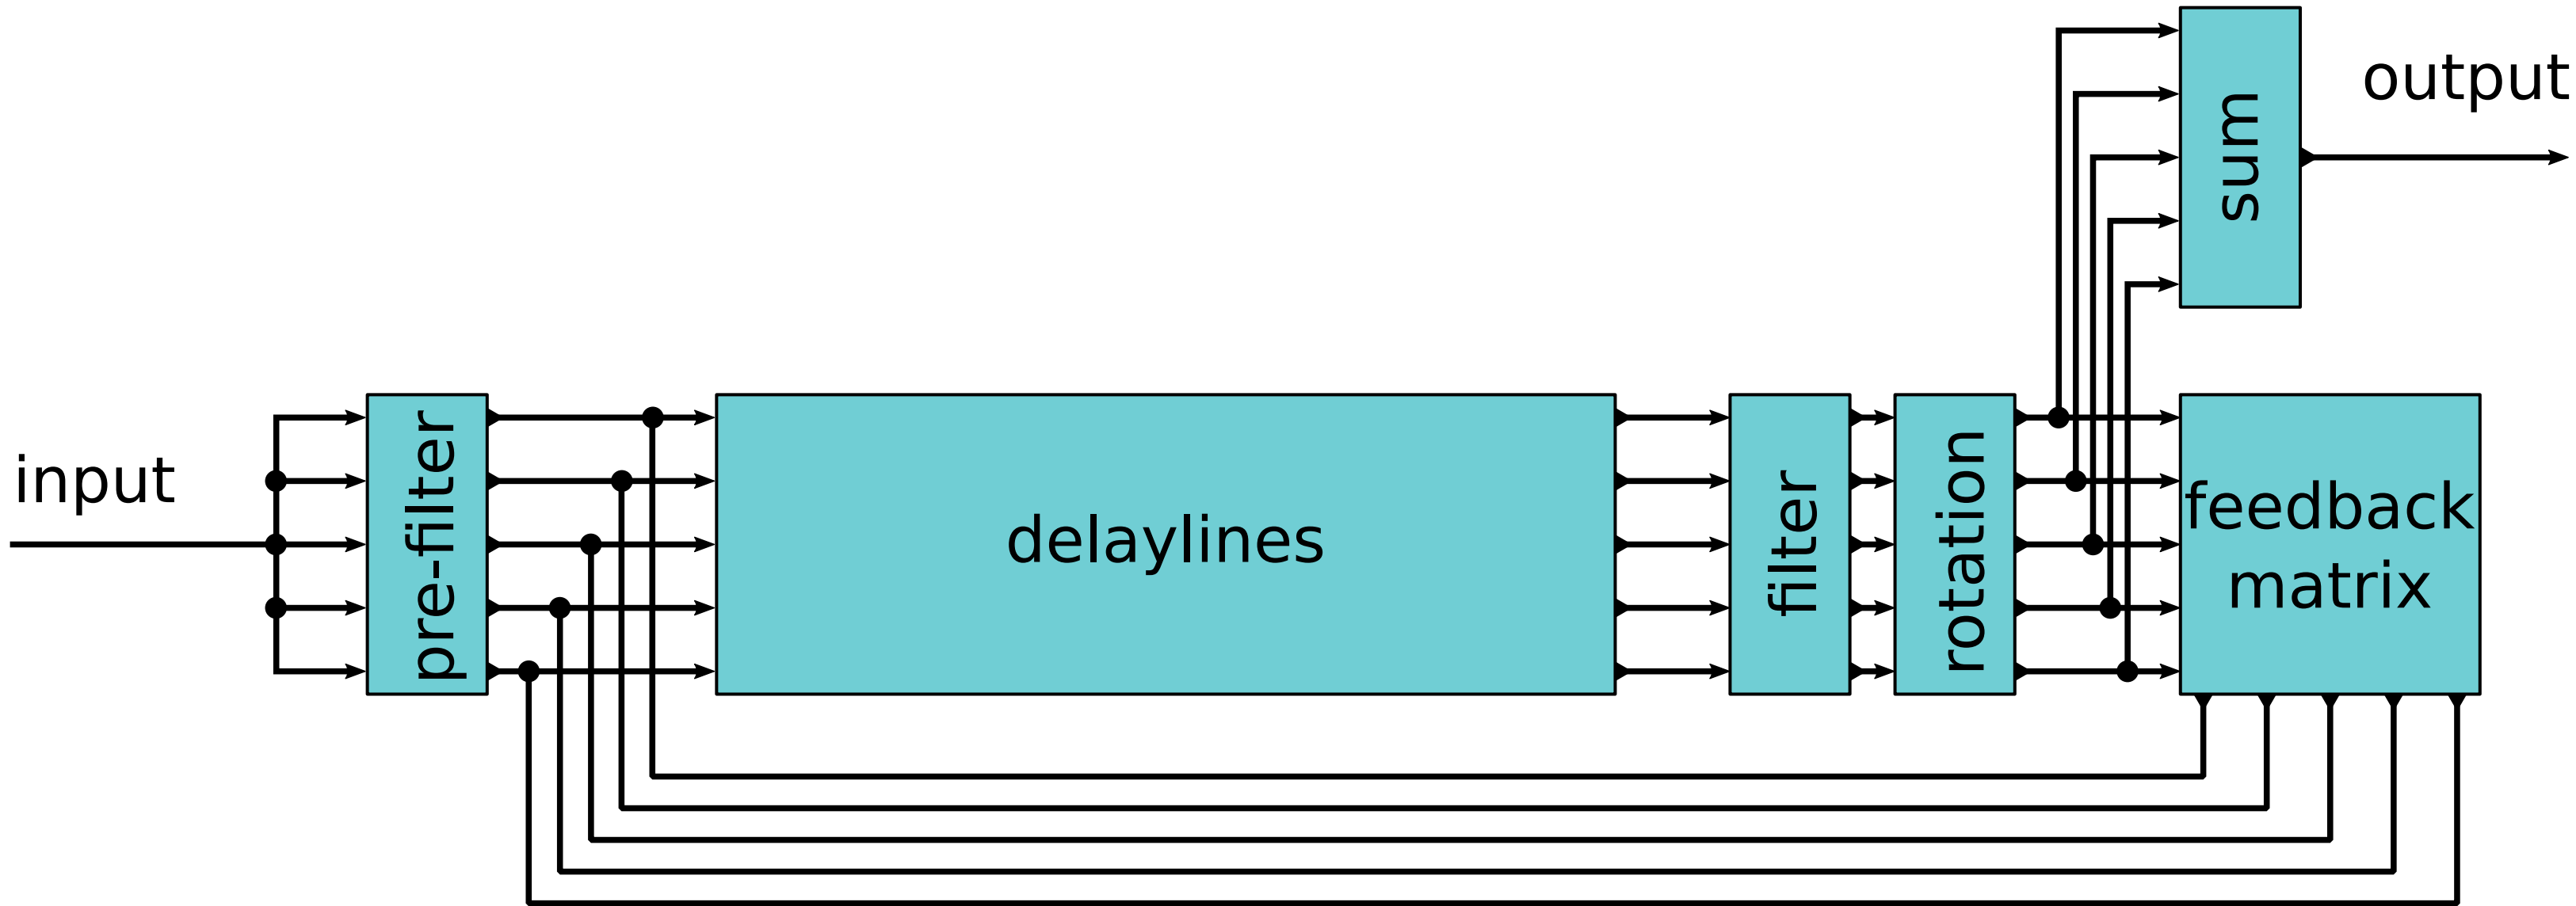 input
pre-filter
delaylines
filter
rotation
sum
output
feedback
matrix